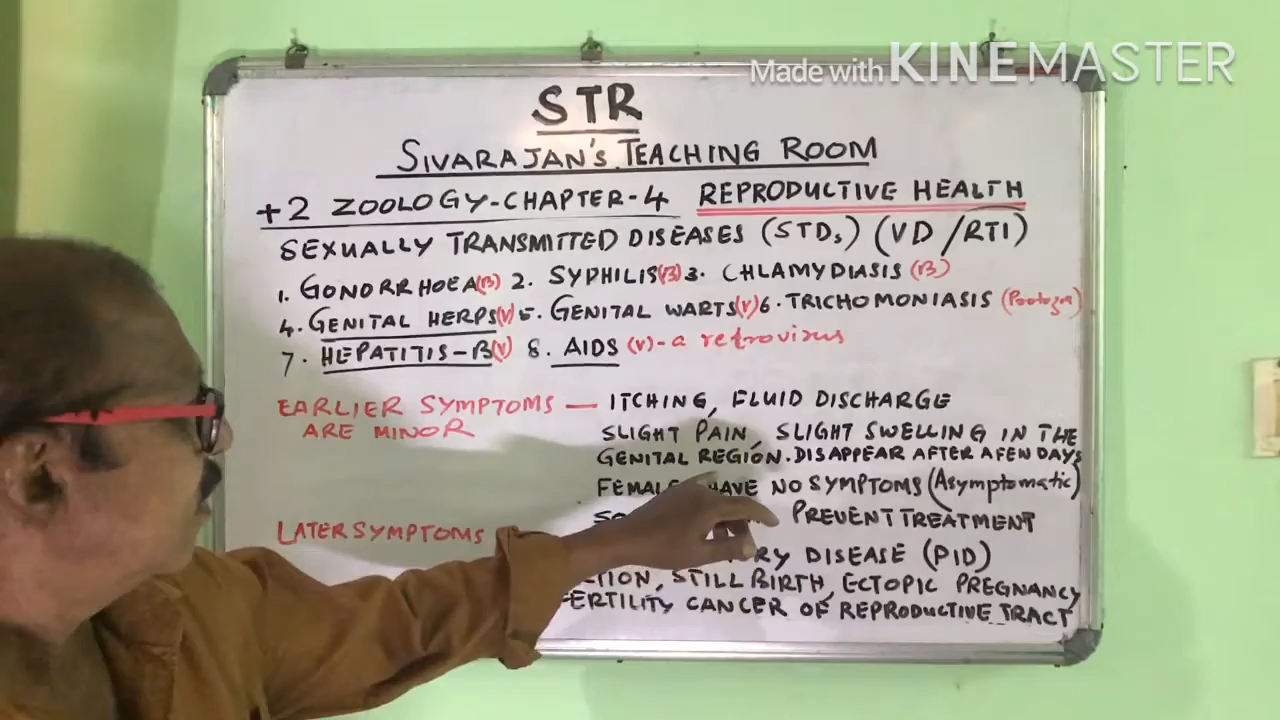 Made with KINEMASTER
STR
SIVARAJAN'S TEACHING ROOM
+2 ZOOLOGY-CHAPTER-4 REPRODUCTIVE HEALTH
SEXUALLY TRANSMITTED DISEASES (STDs) (VD/RTI)
1. GONORRHOEA(B) 2. SYPHILIS(B) 3. CHLAMYDIASIS (B)
4. GENITAL HERPS(V) 5. GENITAL WARTS(V) 6. TRICHOMONIASIS
7. HEPATITIS-B(V) 8. AIDS (V)-a retrovirus
EARLIER SYMPTOMS — ITCHING, FLUID DISCHARGE
ARE MINOR
SLIGHT PAIN, SLIGHT SWELLING IN THE
GENITAL REGION. DISAPPEAR AFTER A FEW DAYS
HAVE NO SYMPTOMS (Asymptomatic)
PREVENT TREATMENT
LATER SYMPTOMS
DISEASE (PID)
STILL BIRTH, ECTOPIC PREGNANCY
CANCER OF REPRODUCTIVE TRACT